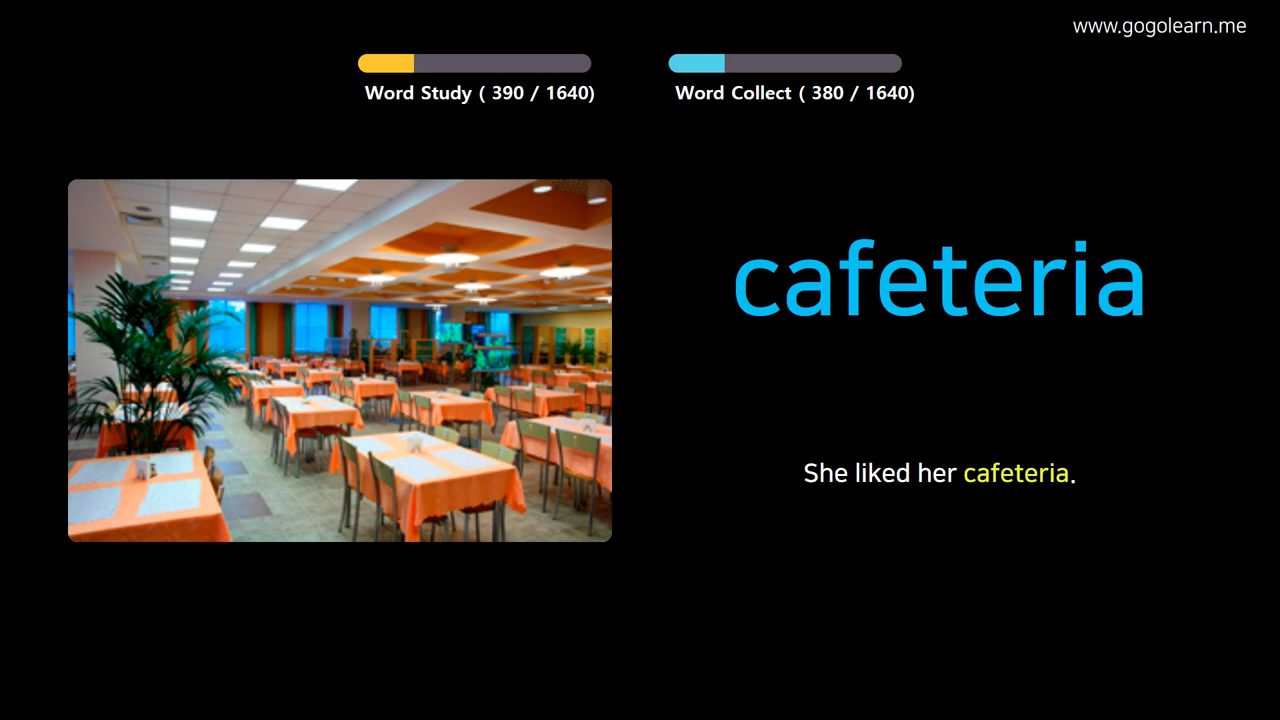 www.gogolearn.me
Word Study ( 390 / 1640)
Word Collect ( 380 / 1640)
cafeteria
She liked her cafeteria.